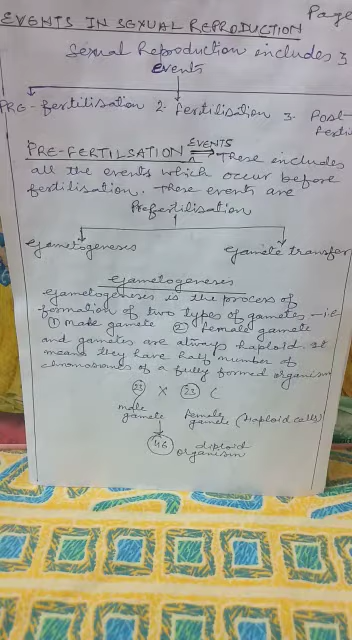 EVENTS IN SEXUAL REPRODUCTION Page
Sexual Reproduction includes 3
Events
PRE-fertilisation 2. Fertilisation 3. Post-
Ferti
PRE-FERTILSATION EVENTS These includes
all the events which occur before
fertilisation. These events are
Prefertilisation
Gametogenesis Gamete transfer
Gametogenesis
Gametogenesis is the process of
formation of two types of gametes - i.e
① Male gamete ② female gamete
and gametes are always haploid. It
means they have half number of
chromosomes of a fully formed organism
23 X 23 (
male female
gamete gamete (Haploid cells)
46 diploid
organism